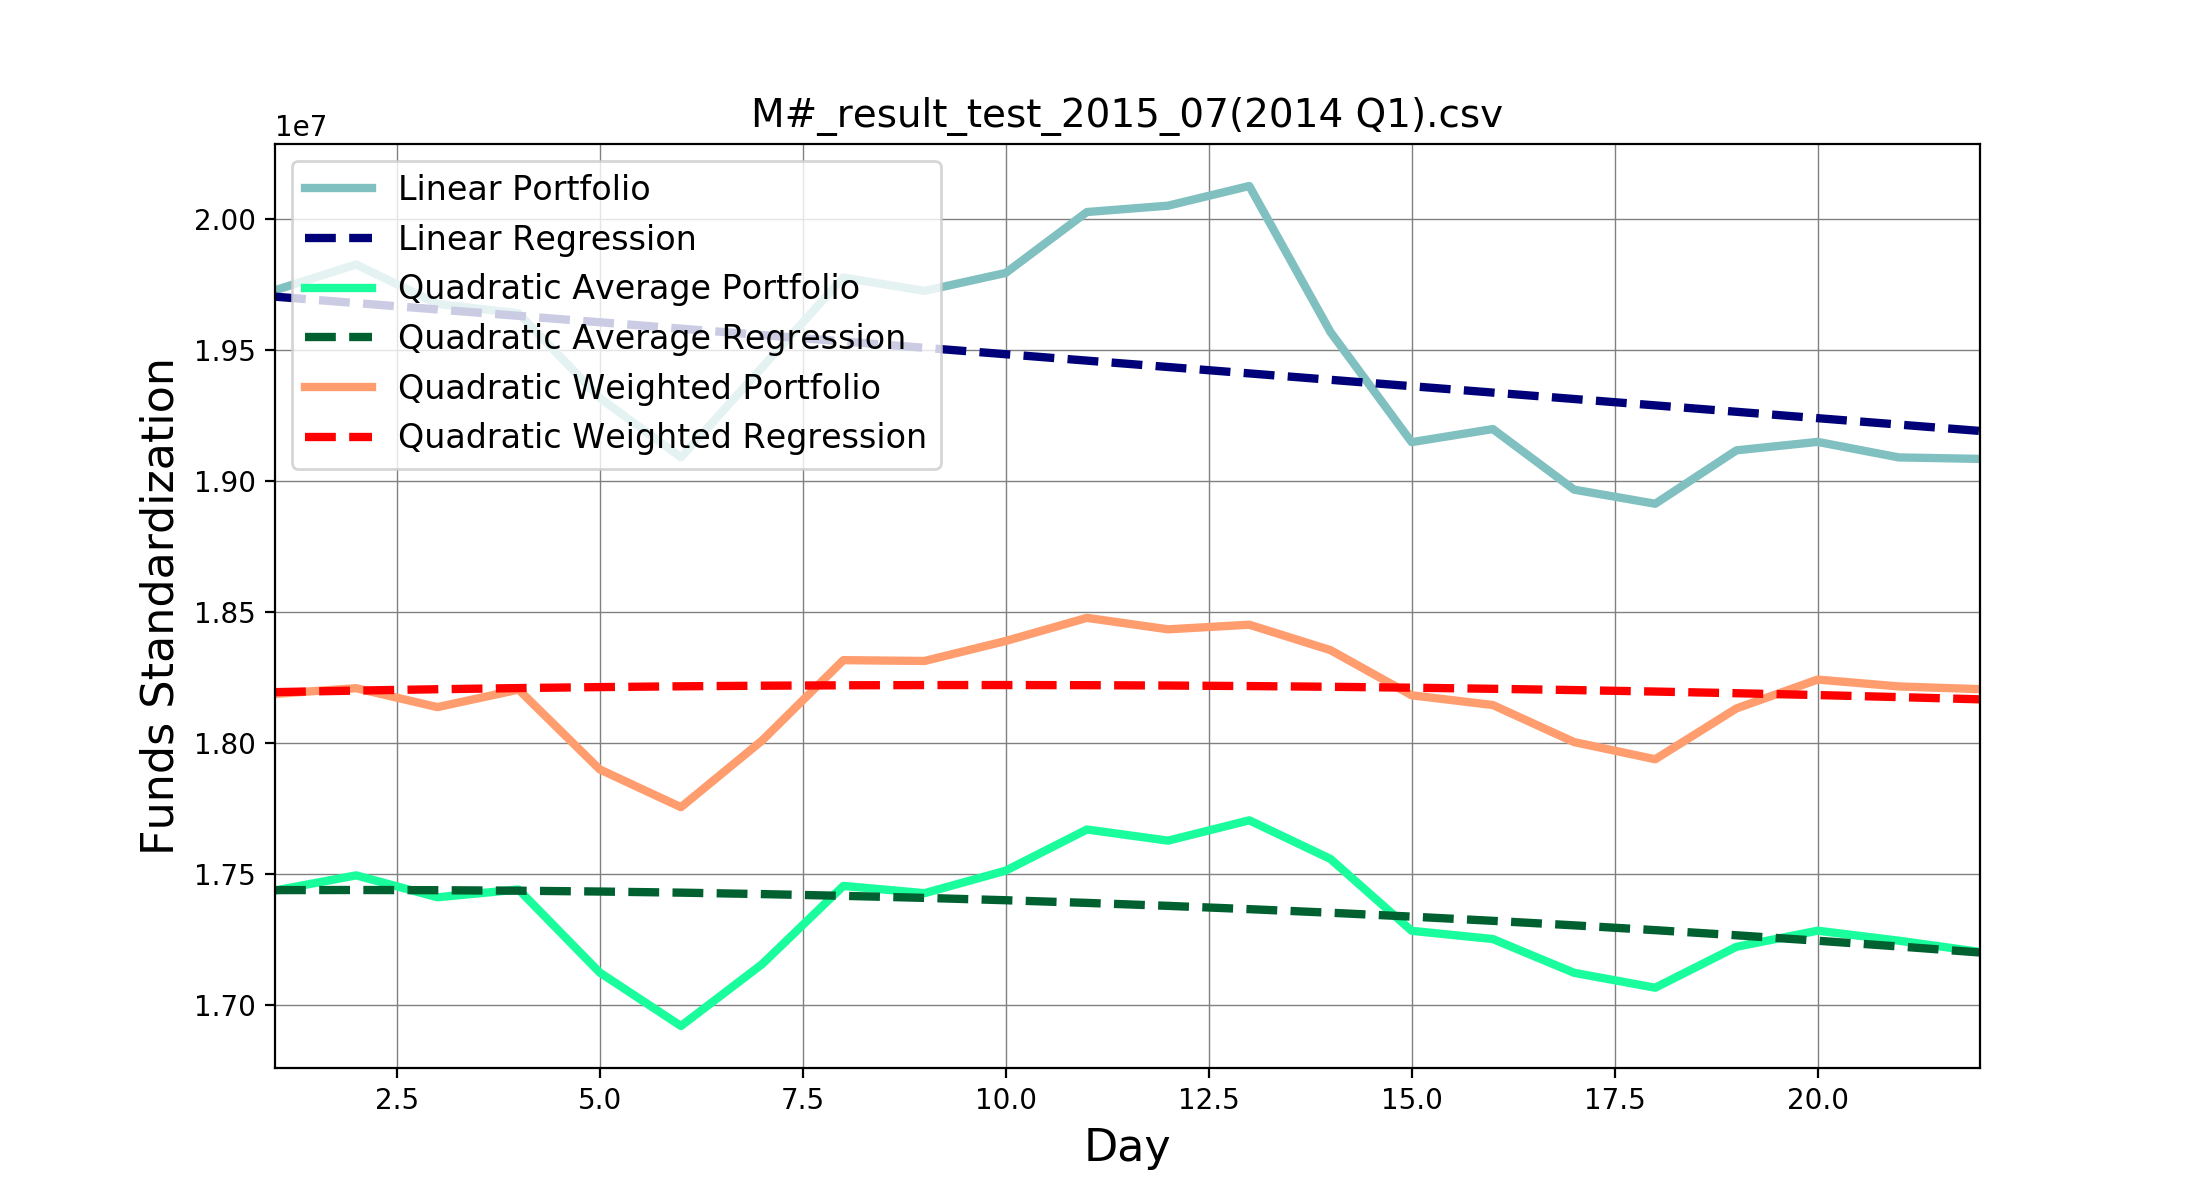 M#_result_test_2015_07(2014 Q1).csv
1e7
Linear Portfolio
Linear Regression
Quadratic Average Portfolio
Quadratic Average Regression
Quadratic Weighted Portfolio
Quadratic Weighted Regression
2.00
1.95
1.90
1.85
1.80
1.75
1.70
Funds Standardization
2.5 5.0 7.5 10.0 12.5 15.0 17.5 20.0
Day